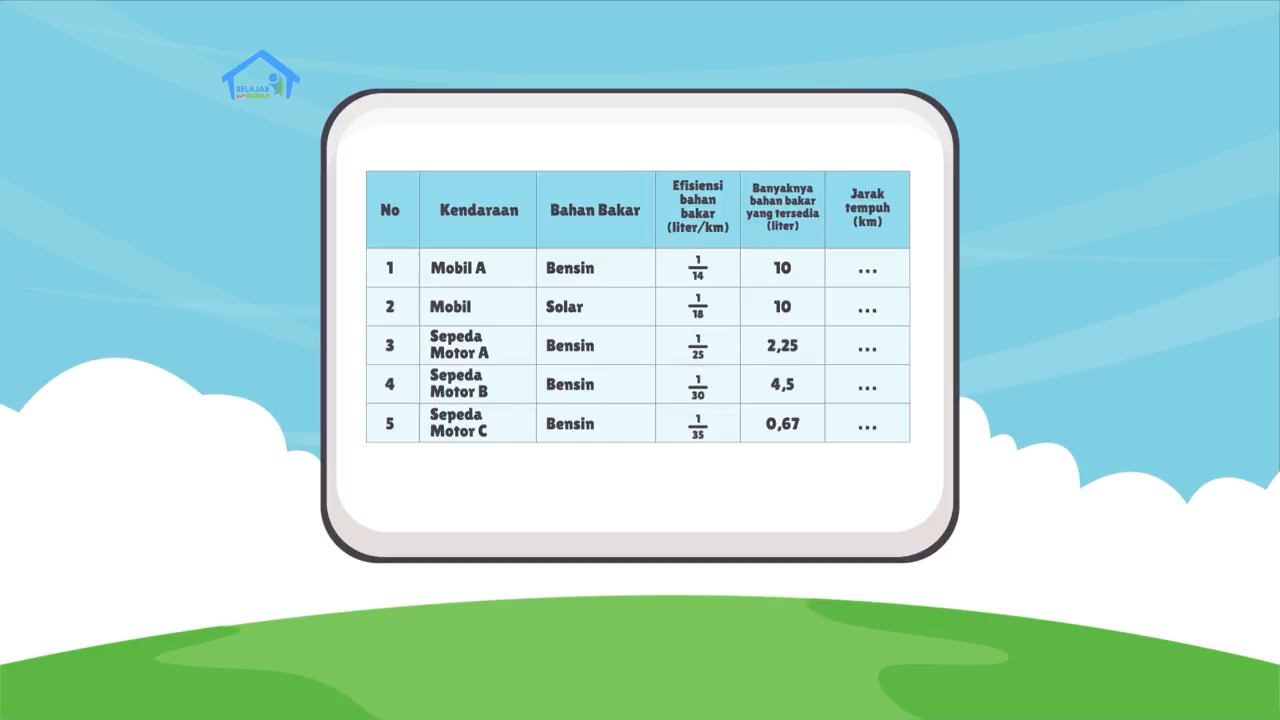 BELAJAR
dari RUMAH
No Kendaraan Bahan Bakar Efisiensi bahan bakar (liter/km) Banyaknya bahan bakar yang tersedia (liter) Jarak tempuh (km)
1 Mobil A Bensin 1/14 10 ...
2 Mobil Solar 1/18 10 ...
3 Sepeda Motor A Bensin 1/25 2,25 ...
4 Sepeda Motor B Bensin 1/30 4,5 ...
5 Sepeda Motor C Bensin 1/35 0,67 ...